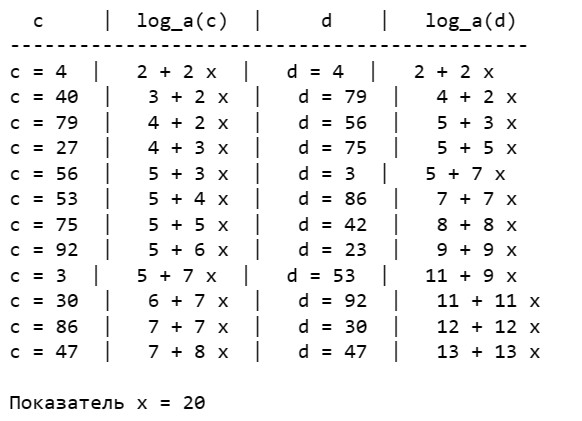 c | log_a(c) | d | log_a(d)
-----------------------------------------------
c = 4 | 2 + 2 x | d = 4 | 2 + 2 x
c = 40 | 3 + 2 x | d = 79 | 4 + 2 x
c = 79 | 4 + 2 x | d = 56 | 5 + 3 x
c = 27 | 4 + 3 x | d = 75 | 5 + 5 x
c = 56 | 5 + 3 x | d = 3 | 5 + 7 x
c = 53 | 5 + 4 x | d = 86 | 7 + 7 x
c = 75 | 5 + 5 x | d = 42 | 8 + 8 x
c = 92 | 5 + 6 x | d = 23 | 9 + 9 x
c = 3 | 5 + 7 x | d = 53 | 11 + 9 x
c = 30 | 6 + 7 x | d = 92 | 11 + 11 x
c = 86 | 7 + 7 x | d = 30 | 12 + 12 x
c = 47 | 7 + 8 x | d = 47 | 13 + 13 x
Показатель x = 20